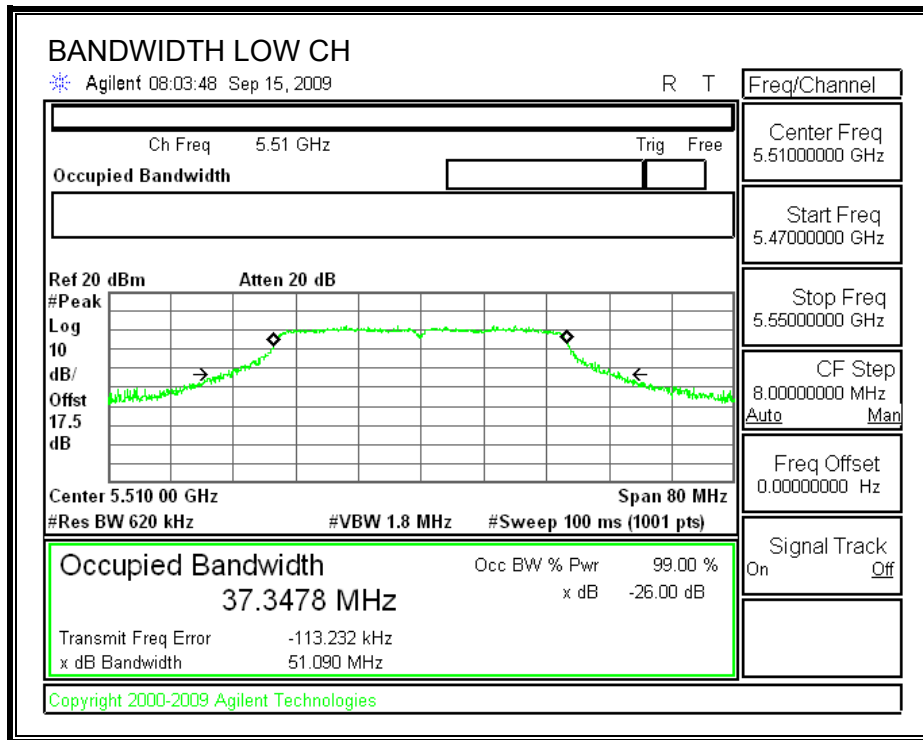 BANDWIDTH LOW CH
Agilent 08:03:48 Sep 15, 2009 R T
Freq/Channel
Ch Freq 5.51 GHz Trig Free
Occupied Bandwidth
Center Freq
5.51000000 GHz
Start Freq
5.47000000 GHz
Stop Freq
5.55000000 GHz
CF Step
8.00000000 MHz
Auto Man
Freq Offset
0.00000000 Hz
Signal Track
On Off
Ref 20 dBm Atten 20 dB
#Peak
Log
10
dB/
Offst
17.5
dB
Center 5.510 00 GHz Span 80 MHz
#Res BW 620 kHz #VBW 1.8 MHz #Sweep 100 ms (1001 pts)
Occupied Bandwidth Occ BW % Pwr 99.00 %
37.3478 MHz x dB -26.00 dB
Transmit Freq Error -113.232 kHz
x dB Bandwidth 51.090 MHz
Copyright 2000-2009 Agilent Technologies